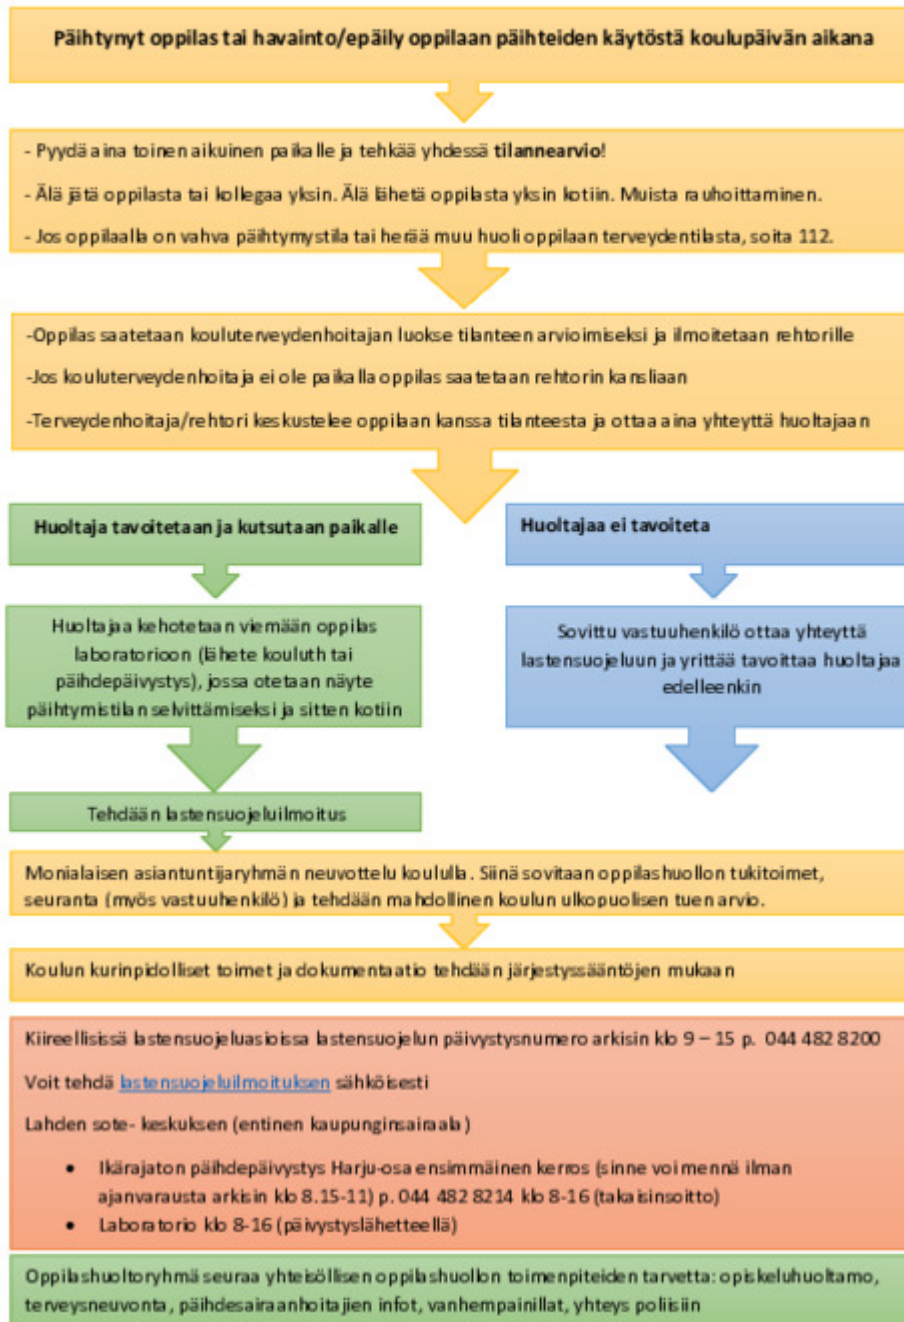 Päihtynyt oppilas tai havainto/epäily oppilaan päihteiden käytöstä koulupäivän aikana
- Pyydä aina toinen aikuinen paikalle ja tehkää yhdessä tilannearvio!
- Älä jätä oppilasta tai kollegaa yksin. Älä lähetä oppilasta yksin kotiin. Muista rauhoittaminen.
- Jos oppilaalla on vahva päihtymystila tai herää muu huoli oppilaan terveydentilasta, soita 112.
-Oppilas saatetaan kouluterveydenhoitajan luokse tilanteen arvioimiseksi ja ilmoitetaan rehtorille
-Jos kouluterveydenhoitaja ei ole paikalla oppilas saatetaan rehtorin kansliaan
-Terveydenhoitaja/rehtori keskustelee oppilaan kanssa tilanteesta ja ottaa aina yhteyttä huoltajaan
Huoltaja tavoitetaan ja kutsutaan paikalle
Huoltajaa kehotetaan viemään oppilas
laboratorioon (lähete kouluth tai
päihdepäivystys), jossa otetaan näyte
päihtymistilan selvittämiseksi ja sitten kotiin
Tehdään lastensuojeluilmoitus
Huoltajaa ei tavoiteta
Sovittu vastuuhenkilö ottaa yhteyttä
lastensuojeluun ja yrittää tavoittaa huoltajaa
edelleenkin
Monialaisen asiantuntijaryhmän neuvottelu koululla. Siinä sovitaan oppilashuollon tukitoimet,
seuranta (myös vastuuhenkilö) ja tehdään mahdollinen koulun ulkopuolisen tuen arvio.
Koulun kurinpidolliset toimet ja dokumentaatio tehdään järjestyssääntöjen mukaan
Kiireellisissä lastensuojeluasioissa lastensuojelun päivystysnumero arkisin klo 9 – 15 p. 044 482 8200
Voit tehdä lastensuojeluilmoituksen sähköisesti
Lahden sote- keskuksen (entinen kaupunginsairaala)
• Ikärajaton päihdepäivystys Harju-osa ensimmäinen kerros (sinne voi mennä ilman
ajanvarausta arkisin klo 8.15-11) p. 044 482 8214 klo 8-16 (takaisinsoitto)
• Laboratorio klo 8-16 (päivystyslähetteellä)
Oppilashuoltoryhmä seuraa yhteisöllisen oppilashuollon toimenpiteiden tarvetta: opiskeluhuoltamo,
terveysneuvonta, päihdesairaanhoitajien infot, vanhempainillat, yhteys poliisiin